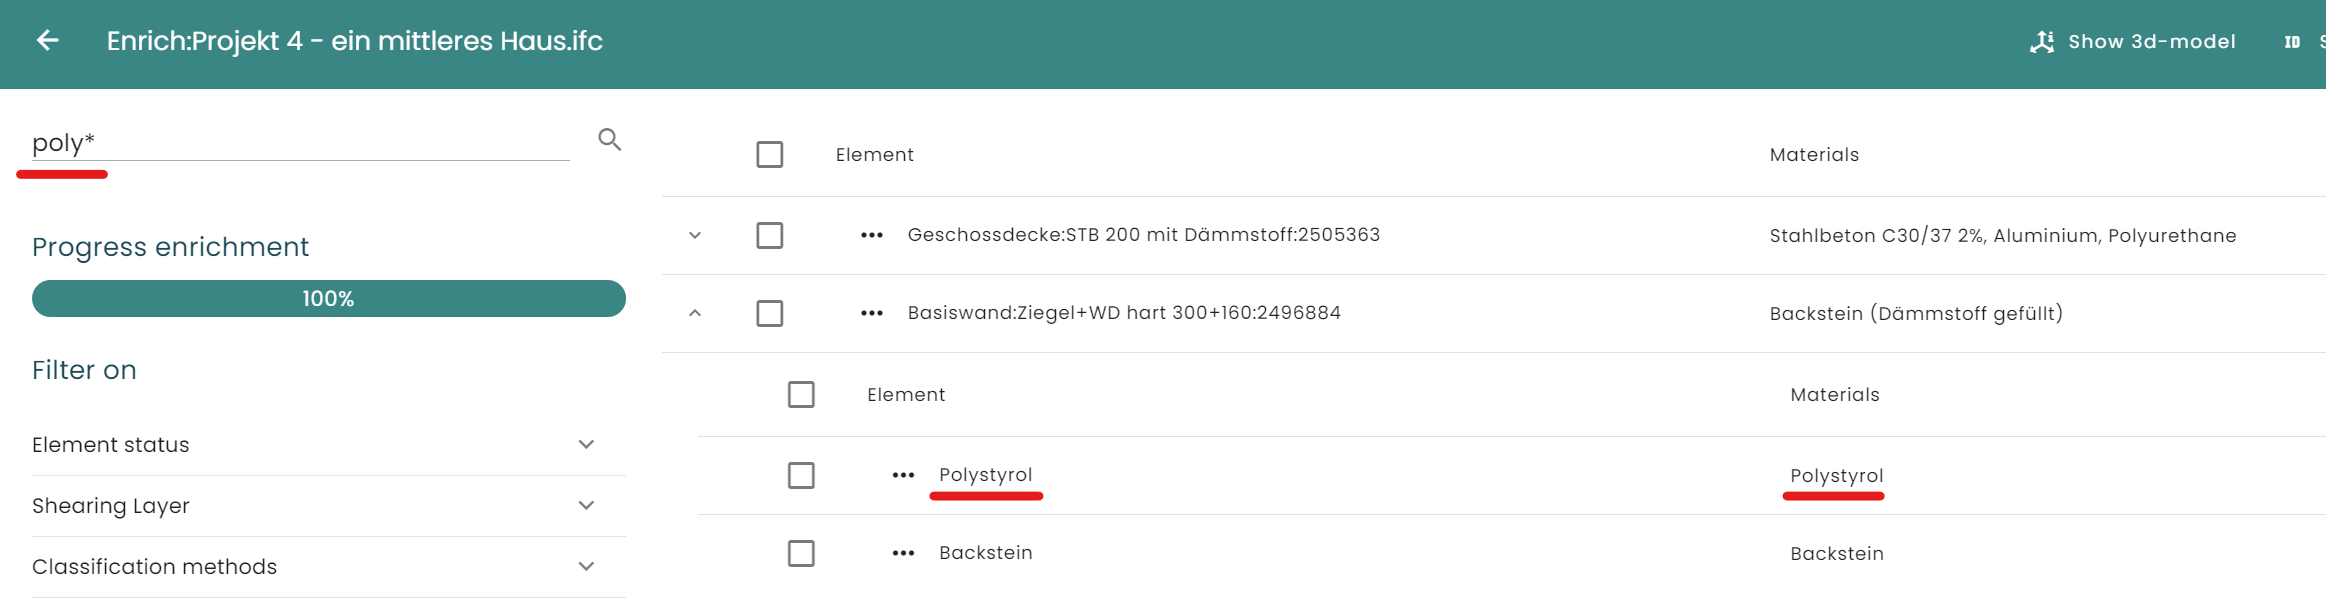 Enrich:Projekt 4 - ein mittleres Haus.ifc
Show 3d-model
ID
poly*
Progress enrichment
100%
Filter on
Element status
Shearing Layer
Classification methods
Element Materials
Geschossdecke:STB 200 mit Dämmstoff:2505363 Stahlbeton C30/37 2%, Aluminium, Polyurethane
Basiswand:Ziegel+WD hart 300+160:2496884 Backstein (Dämmstoff gefüllt)
Element Materials
Polystyrol Polystyrol
Backstein Backstein